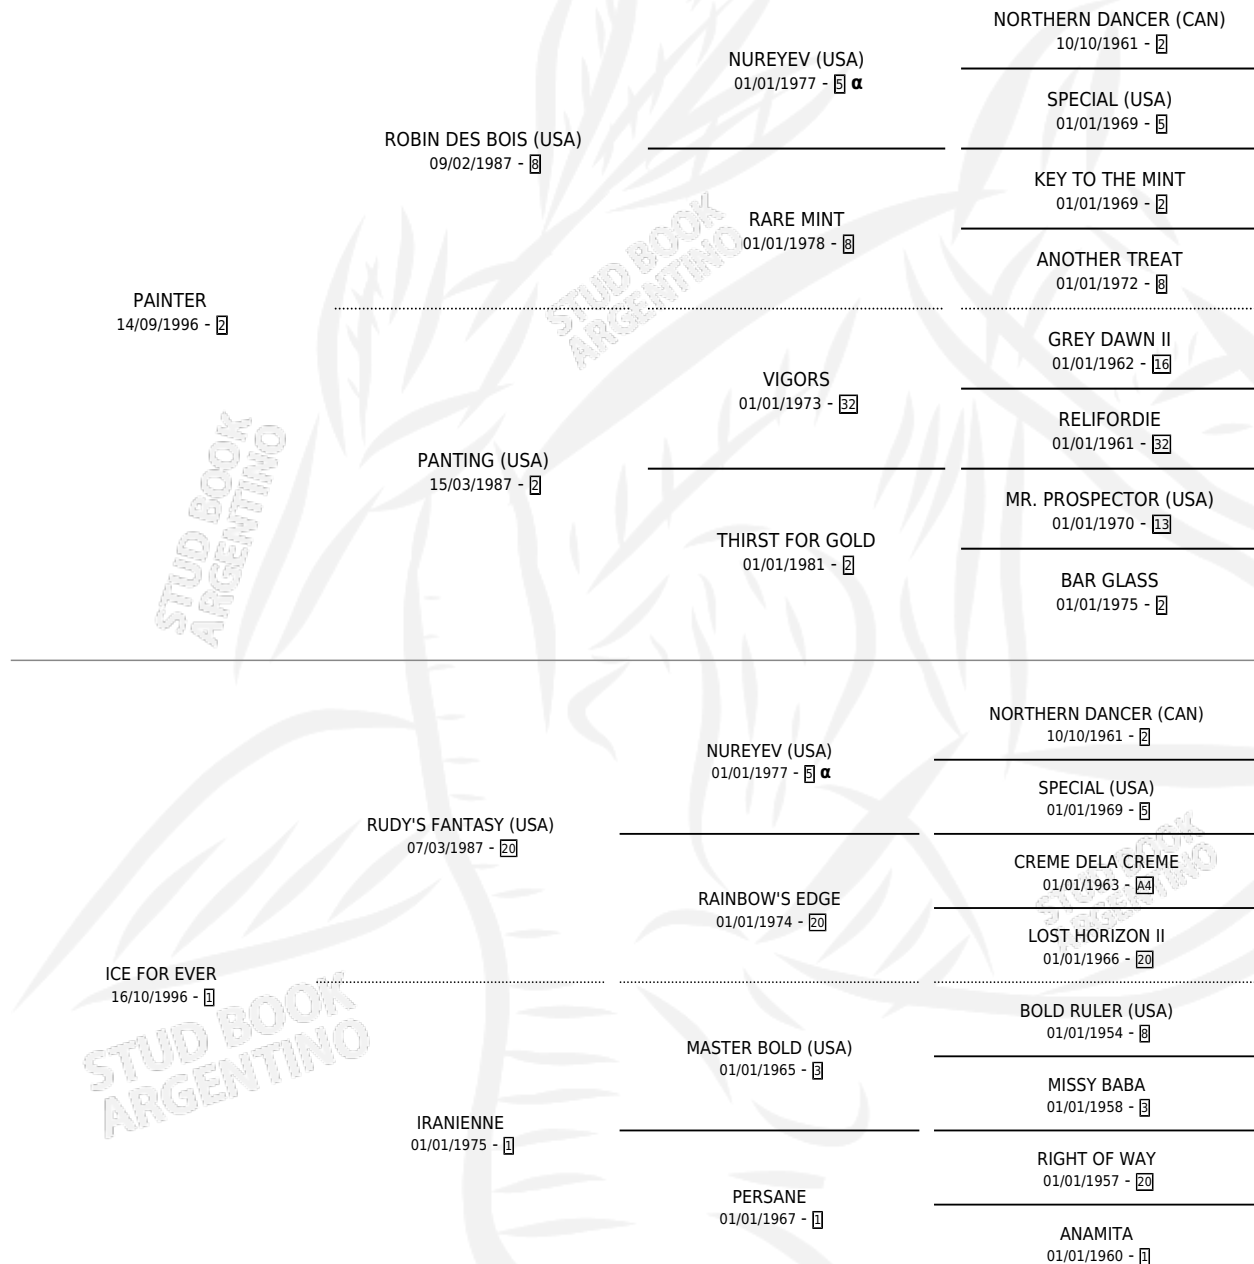 NORTHERN DANCER (CAN)
10/10/1961 - 2
NUREYEV (USA)
01/01/1977 - 5 α
SPECIAL (USA)
01/01/1969 - 5
ROBIN DES BOIS (USA)
09/02/1987 - 8
KEY TO THE MINT
01/01/1969 - 2
RARE MINT
01/01/1978 - 8
ANOTHER TREAT
01/01/1972 - 8
PAINTER
14/09/1996 - 2
STUD BOOK
ARGENTINO
GREY DAWN II
01/01/1962 - 16
VIGORS
01/01/1973 - 32
RELIFORDIE
01/01/1961 - 32
PANTING (USA)
15/03/1987 - 2
MR. PROSPECTOR (USA)
01/01/1970 - 13
THIRST FOR GOLD
01/01/1981 - 2
BAR GLASS
01/01/1975 - 2
STUD BOOK
ARGENTINO
NORTHERN DANCER (CAN)
10/10/1961 - 2
NUREYEV (USA)
01/01/1977 - 5 α
SPECIAL (USA)
01/01/1969 - 5
RUDY'S FANTASY (USA)
07/03/1987 - 20
CREME DELA CREME
01/01/1963 - A4
STUD BOOK
ARGENTINO
RAINBOW'S EDGE
01/01/1974 - 20
LOST HORIZON II
01/01/1966 - 20
ICE FOR EVER
16/10/1996 - 1
STUD BOOK
ARGENTINO
BOLD RULER (USA)
01/01/1954 - 8
MASTER BOLD (USA)
01/01/1965 - 3
MISSY BABA
01/01/1958 - 3
IRANIENNE
01/01/1975 - 1
RIGHT OF WAY
01/01/1957 - 20
PERSANE
01/01/1967 - 1
ANAMITA
01/01/1960 - 1